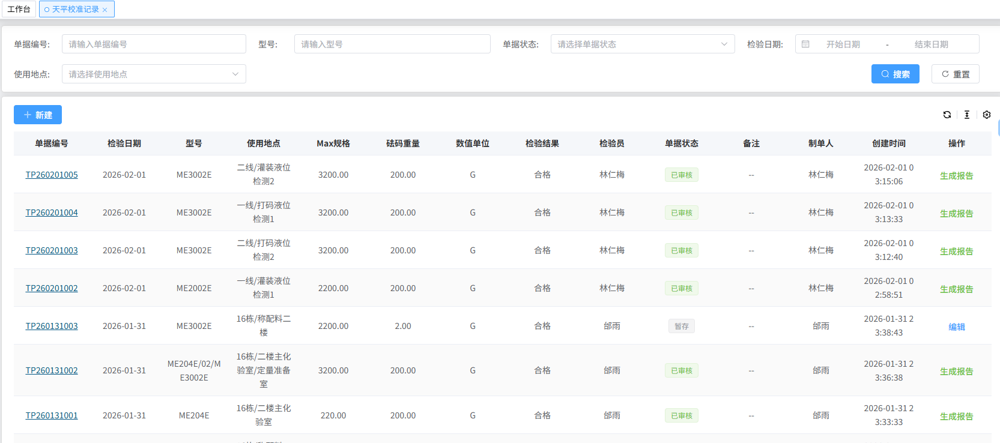 工作台 天平校准记录
单据编号: 请输入单据编号 型号: 请输入型号 单据状态: 请选择单据状态 检验日期: 开始日期 - 结束日期
使用地点: 请选择使用地点 搜索 重置
新建
单据编号 检验日期 型号 使用地点 Max规格 砝码重量 数值单位 检验结果 检验员 单据状态 备注 制单人 创建时间 操作
TP260201005 2026-02-01 ME3002E 二线/灌装液位 3200.00 200.00 G 合格 林仁梅 已审核 -- 林仁梅 2026-02-01 0 生成报告
检测2 3:15:06
TP260201004 2026-02-01 ME3002E 一线/打码液位 3200.00 200.00 G 合格 林仁梅 已审核 -- 林仁梅 2026-02-01 0 生成报告
检测1 3:13:33
TP260201003 2026-02-01 ME3002E 二线/打码液位 3200.00 200.00 G 合格 林仁梅 已审核 -- 林仁梅 2026-02-01 0 生成报告
检测2 3:12:40
TP260201002 2026-02-01 ME2002E 一线/灌装液位 2200.00 200.00 G 合格 林仁梅 已审核 -- 林仁梅 2026-02-01 0 生成报告
检测1 2:58:51
TP260131003 2026-01-31 ME3002E 16栋/称配料二 2200.00 2.00 G 合格 邰雨 暂存 -- 邰雨 2026-01-31 2 编辑
楼 3:38:43
TP260131002 2026-01-31 ME204E/02/M 16栋/二楼主化 3200.00 200.00 G 合格 邰雨 已审核 -- 邰雨 2026-01-31 2 生成报告
E3002E 验室/定量准备 3:36:38
室
TP260131001 2026-01-31 ME204E 16栋/二楼主化 220.00 200.00 G 合格 邰雨 已审核 -- 邰雨 2026-01-31 2 生成报告
验室 3:33:33